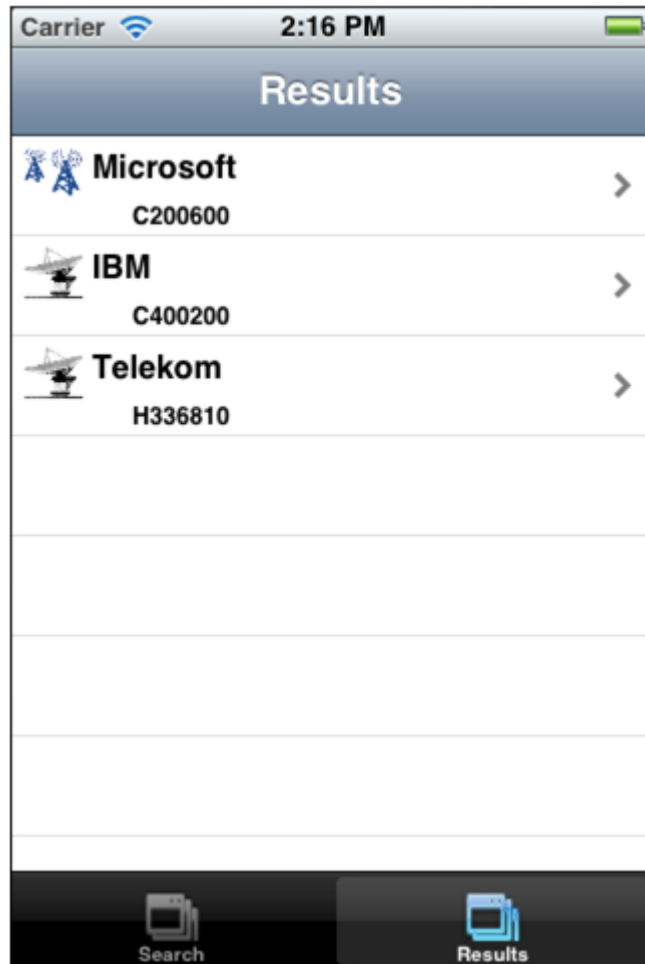 Carrier 2:16 PM
Results
Microsoft
C200600
IBM
C400200
Telekom
H336810
Search Results